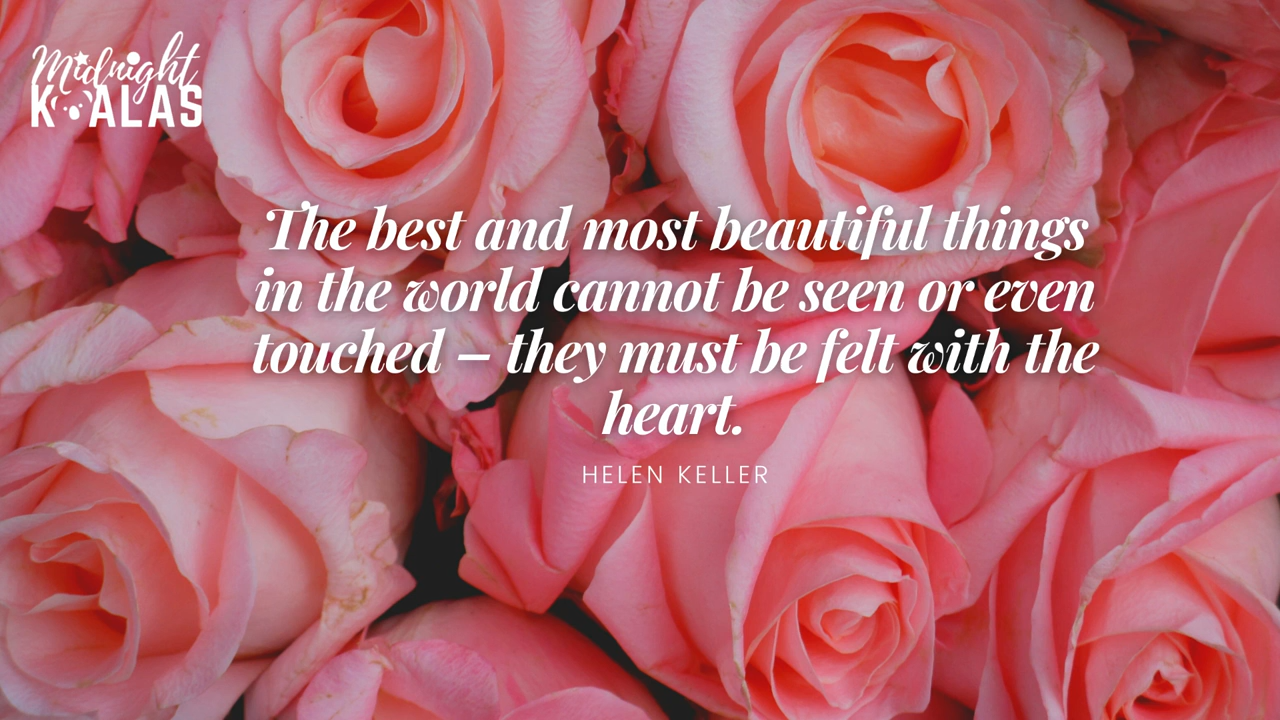 Midnight
KOALAS
The best and most beautiful things
in the world cannot be seen or even
touched – they must be felt with the
heart.
HELEN KELLER